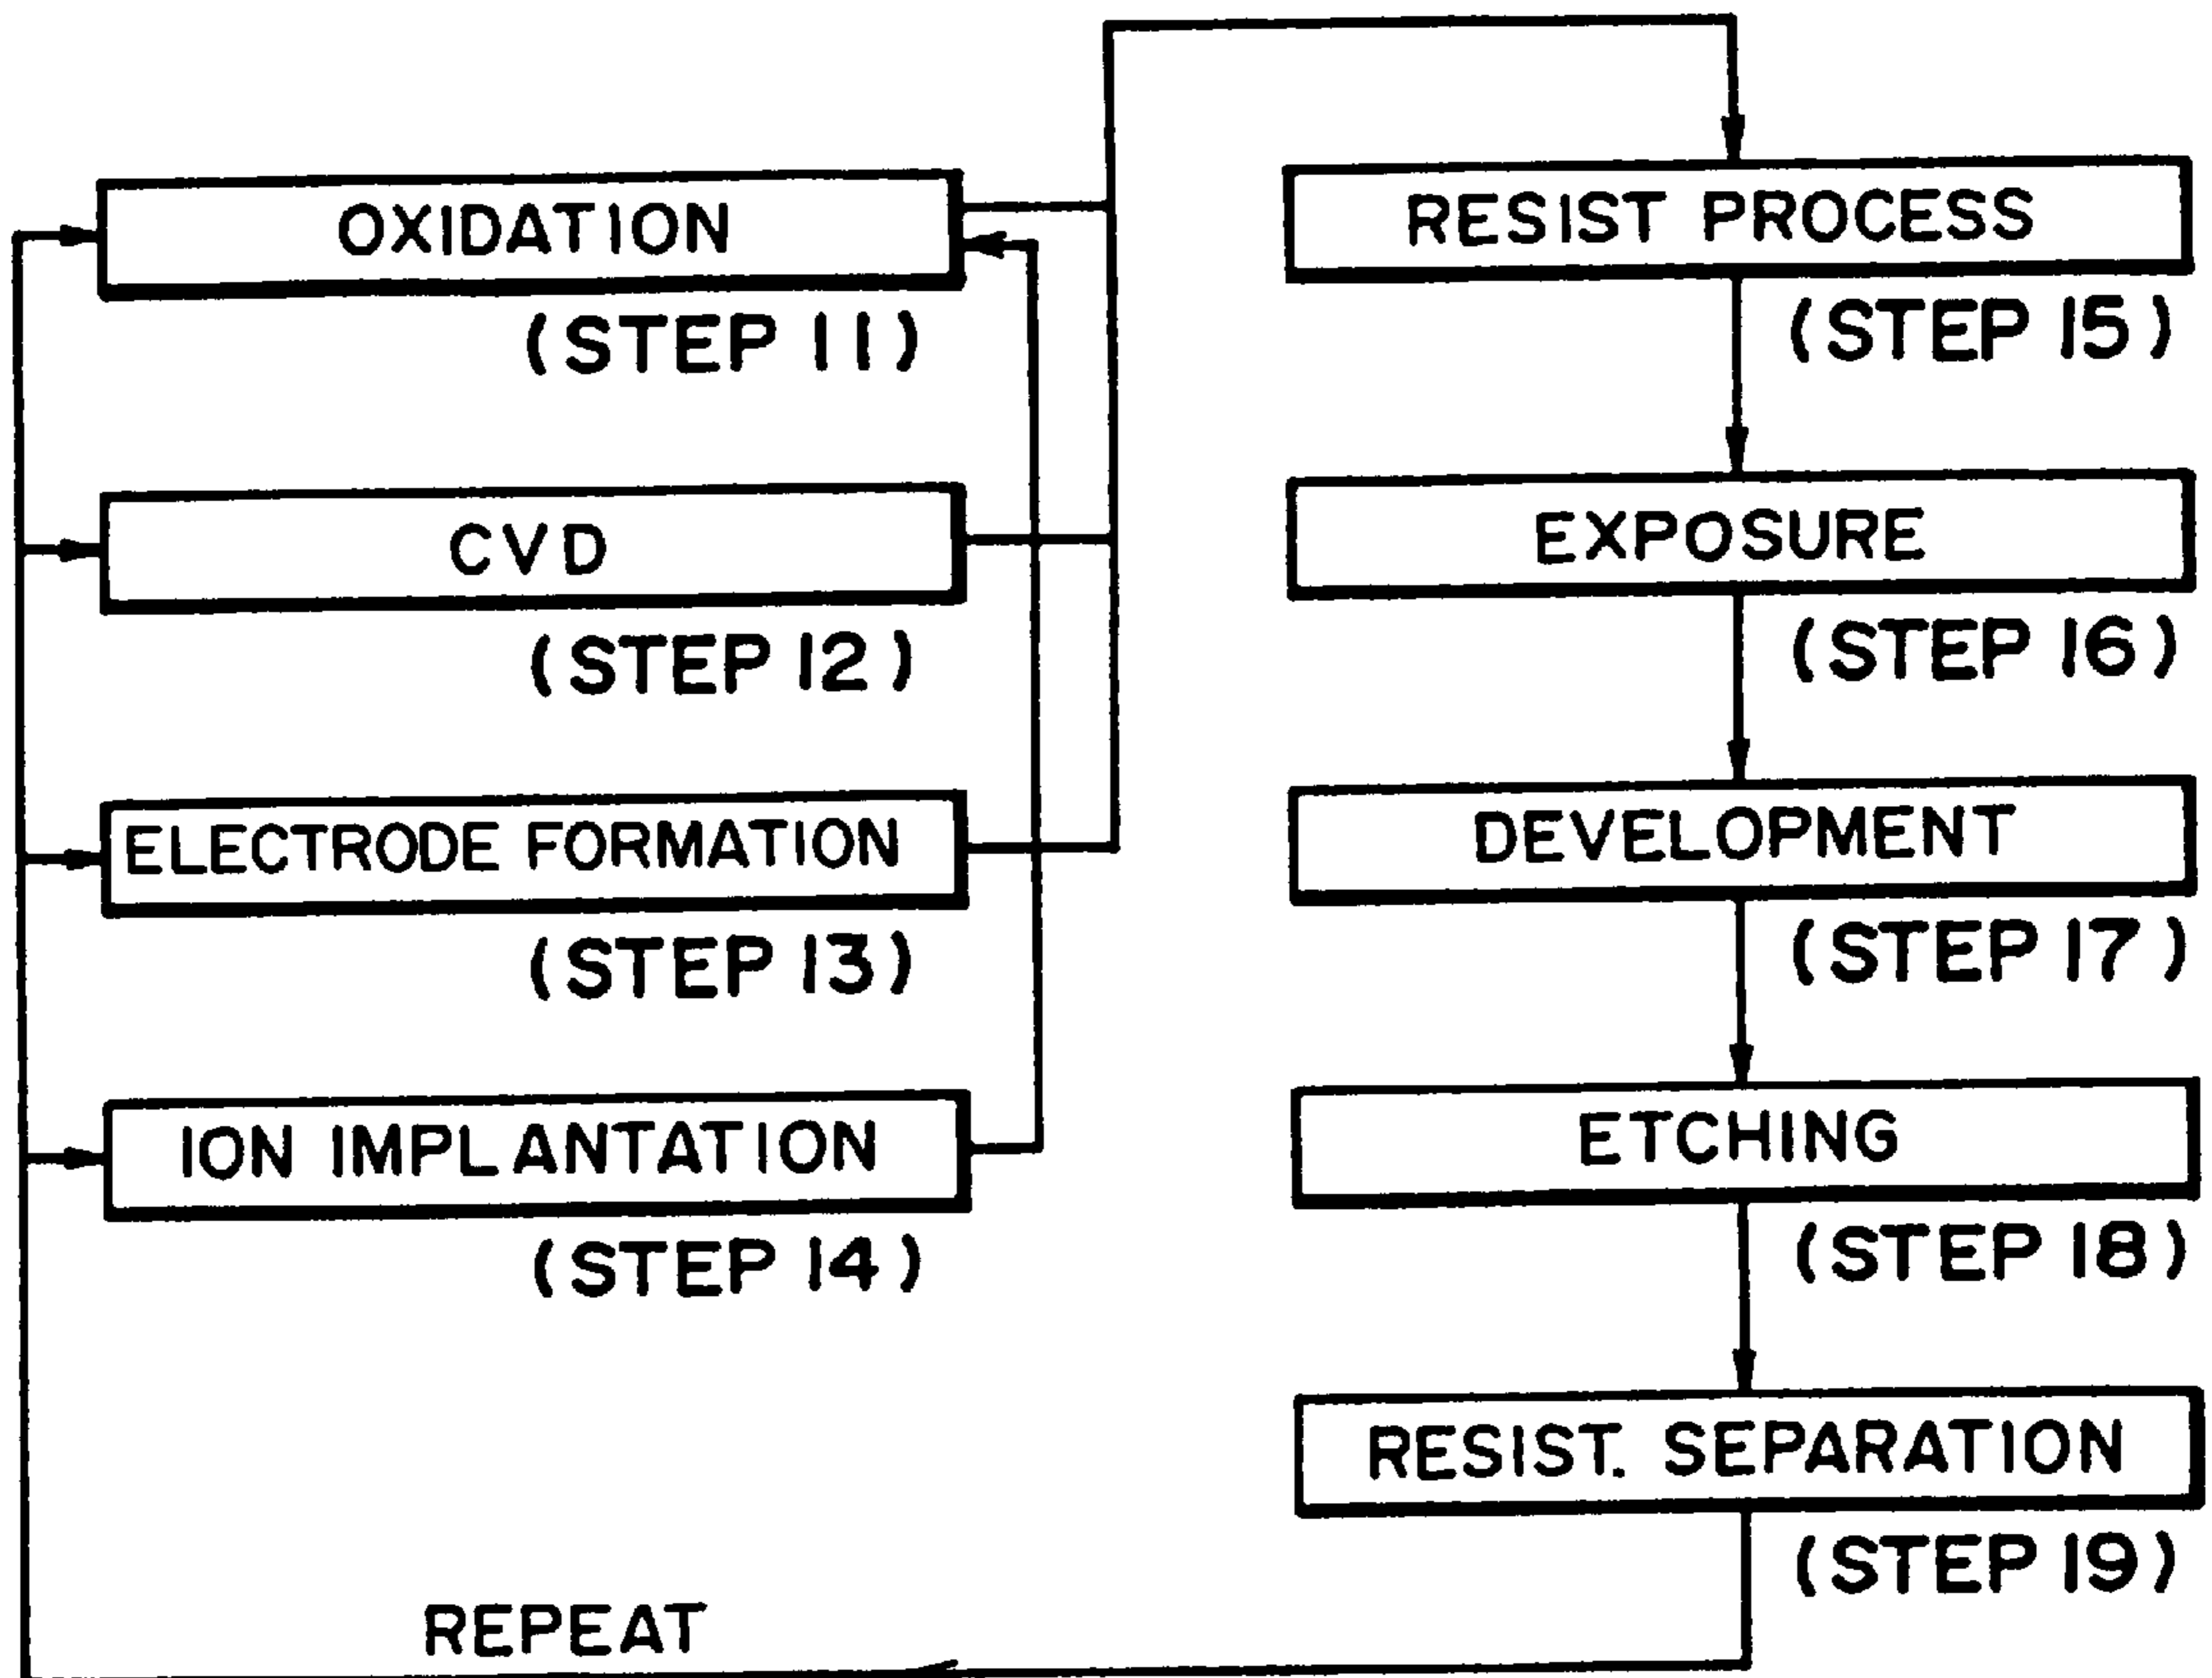 OXIDATION
(STEP 11)
CVD
(STEP 12)
ELECTRODE FORMATION
(STEP 13)
ION IMPLANTATION
(STEP 14)
RESIST PROCESS
(STEP 15)
EXPOSURE
(STEP 16)
DEVELOPMENT
(STEP 17)
ETCHING
(STEP 18)
RESIST. SEPARATION
(STEP 19)
REPEAT